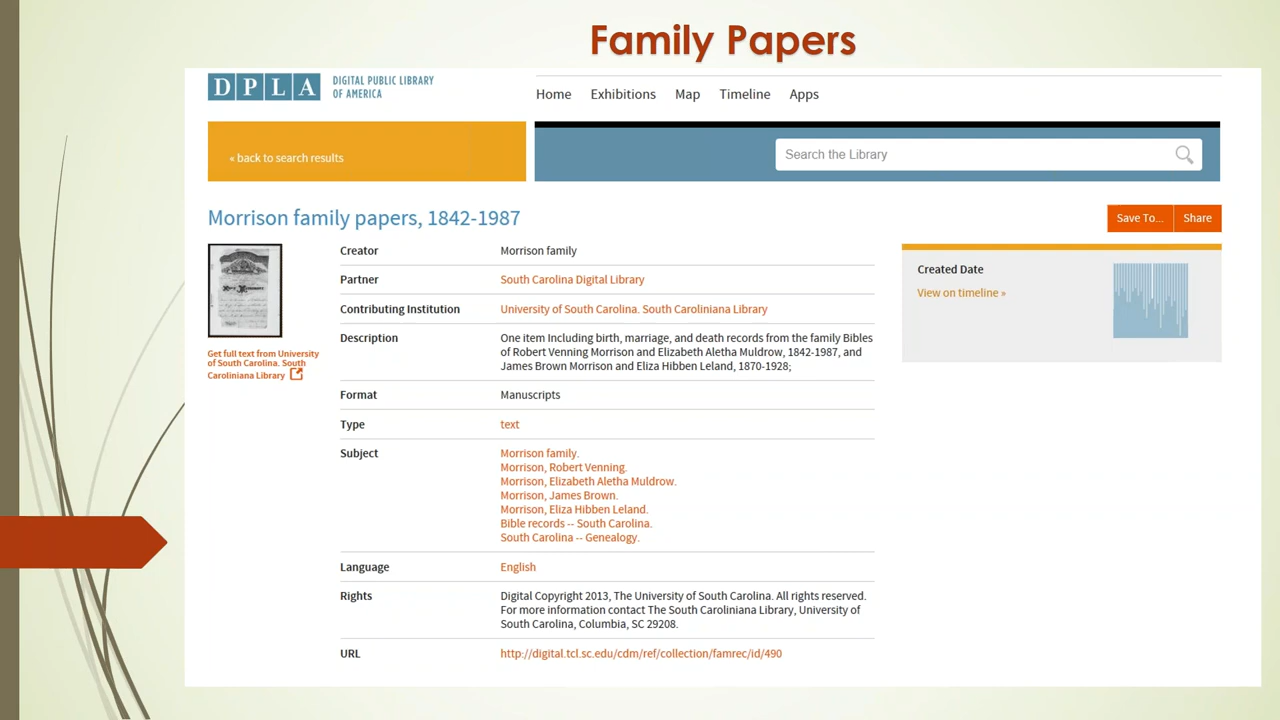 Family Papers
DPLA
DIGITAL PUBLIC LIBRARY
OF AMERICA
Home Exhibitions Map Timeline Apps
« back to search results
Search the Library
Morrison family papers, 1842-1987
Save To... Share
Get full text from University
of South Carolina. South
Caroliniana Library
Creator Morrison family
Partner South Carolina Digital Library
Contributing Institution University of South Carolina. South Caroliniana Library
Description One item Including birth, marriage, and death records from the family Bibles
of Robert Venning Morrison and Elizabeth Aletha Muldrow, 1842-1987, and
James Brown Morrison and Eliza Hibben Leland, 1870-1928;
Format Manuscripts
Type text
Subject Morrison family.
Morrison, Robert Venning.
Morrison, Elizabeth Aletha Muldrow.
Morrison, James Brown.
Morrison, Eliza Hibben Leland.
Bible records -- South Carolina.
South Carolina -- Genealogy.
Language English
Rights Digital Copyright 2013, The University of South Carolina. All rights reserved.
For more information contact The South Caroliniana Library, University of
South Carolina, Columbia, SC 29208.
URL http://digital.tcl.sc.edu/cdm/ref/collection/famrec/id/490
Created Date
View on timeline »